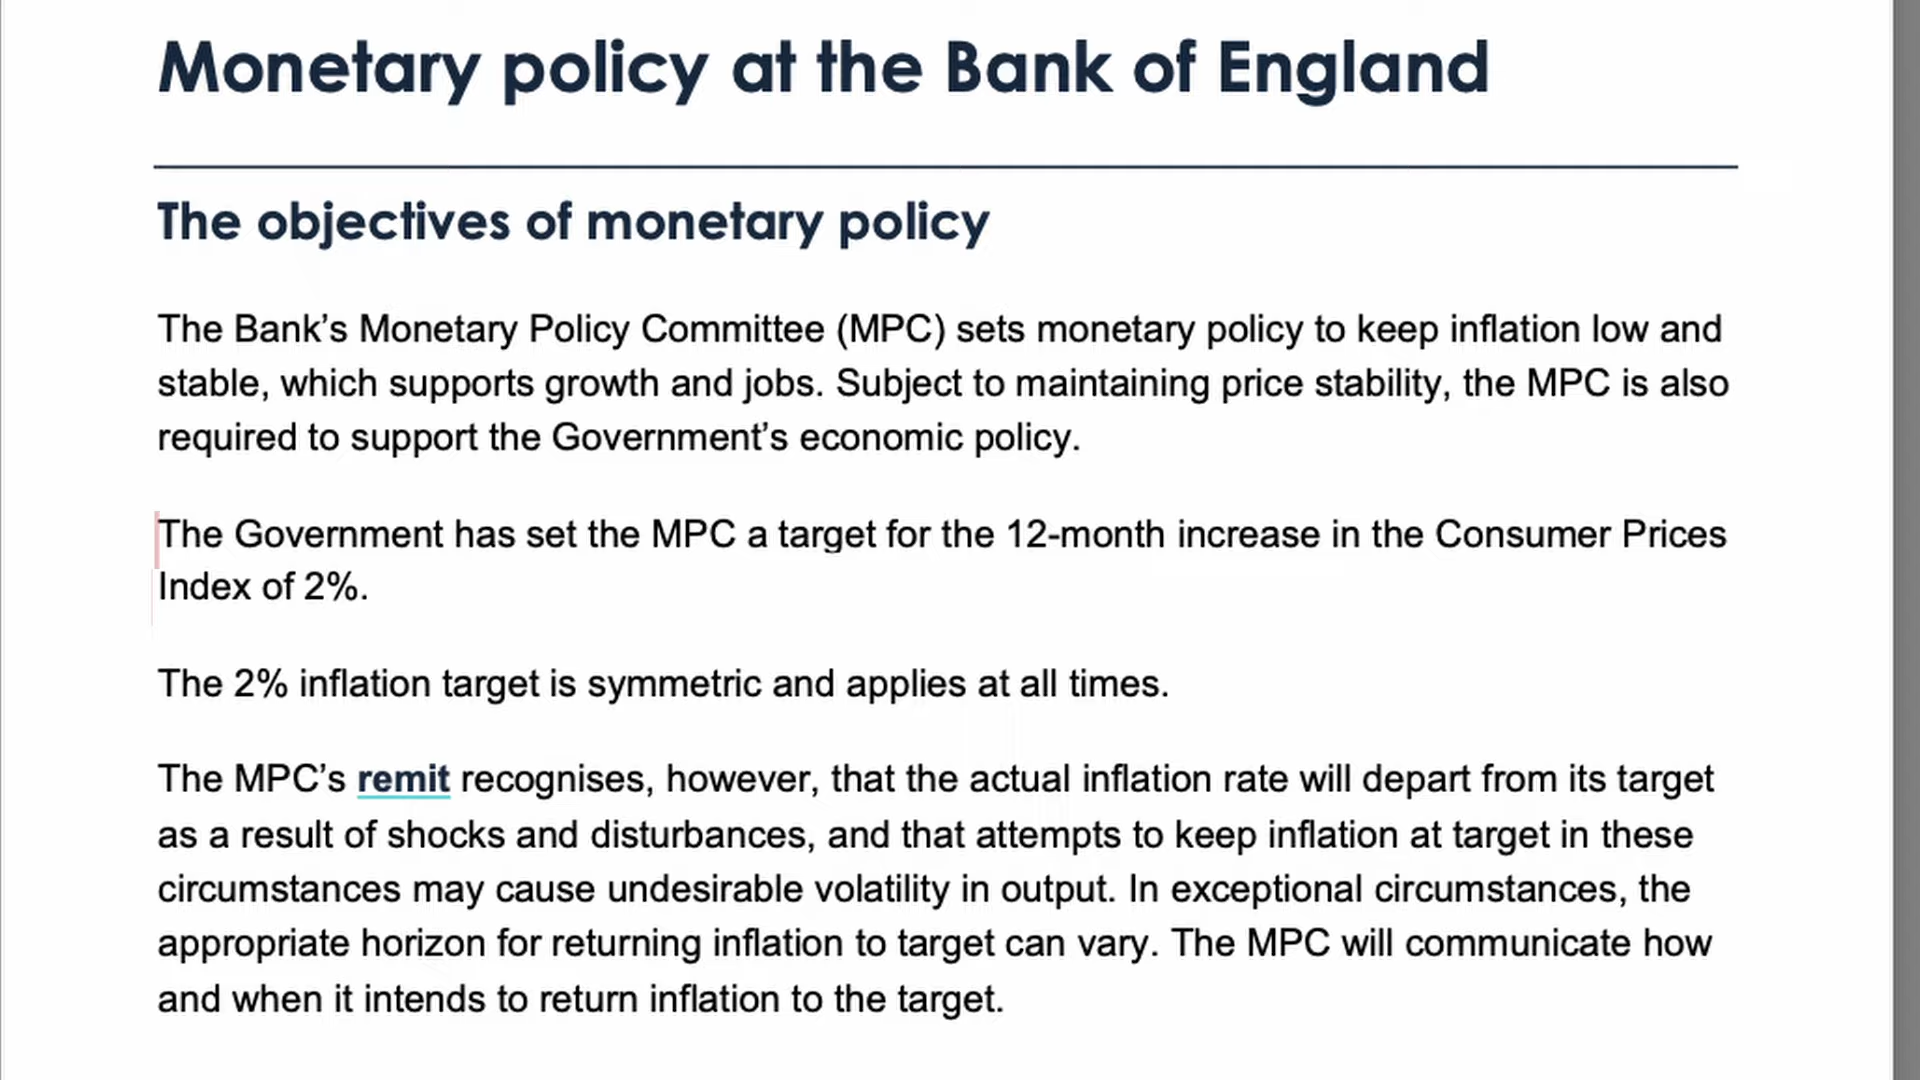 Monetary policy at the Bank of England
The objectives of monetary policy
The Bank’s Monetary Policy Committee (MPC) sets monetary policy to keep inflation low and
stable, which supports growth and jobs. Subject to maintaining price stability, the MPC is also
required to support the Government’s economic policy.
The Government has set the MPC a target for the 12-month increase in the Consumer Prices
Index of 2%.
The 2% inflation target is symmetric and applies at all times.
The MPC’s remit recognises, however, that the actual inflation rate will depart from its target
as a result of shocks and disturbances, and that attempts to keep inflation at target in these
circumstances may cause undesirable volatility in output. In exceptional circumstances, the
appropriate horizon for returning inflation to target can vary. The MPC will communicate how
and when it intends to return inflation to the target.